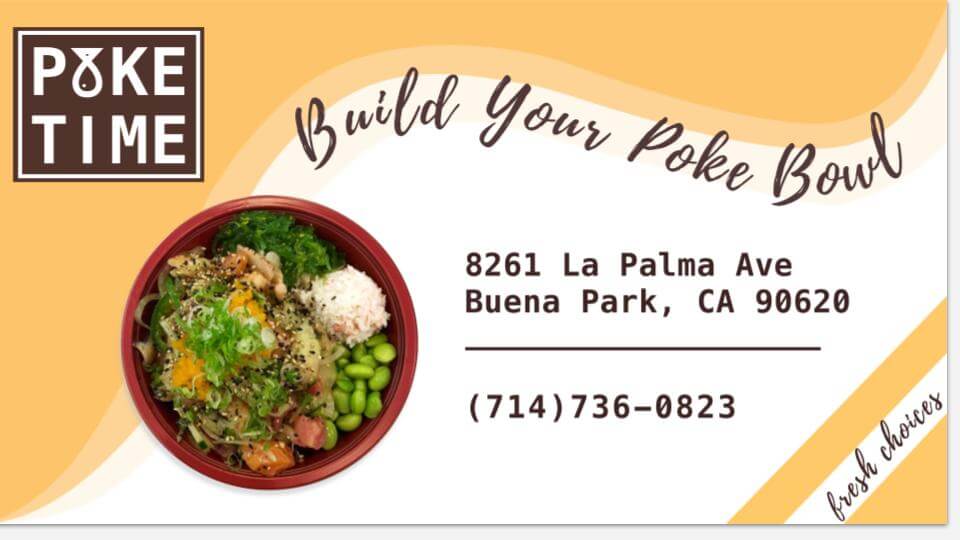 POKE
TIME
Build Your Poke Bowl
8261 La Palma Ave
Buena Park, CA 90620
(714)736-0823
fresh choices